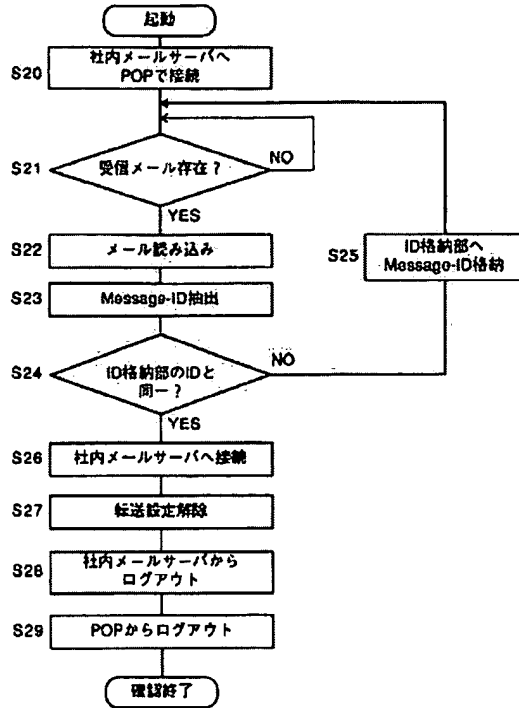 起動
S20
社内メールサーバへ
POPで接続
S21
受信メール存在？
NO
YES
S22
メール読み込み
S25
ID格納部へ
Message-ID格納
S23
Message-ID抽出
S24
ID格納部のIDと
同一？
NO
YES
S26
社内メールサーバへ接続
S27
転送設定解除
S28
社内メールサーバから
ログアウト
S29
POPからログアウト
確認終了